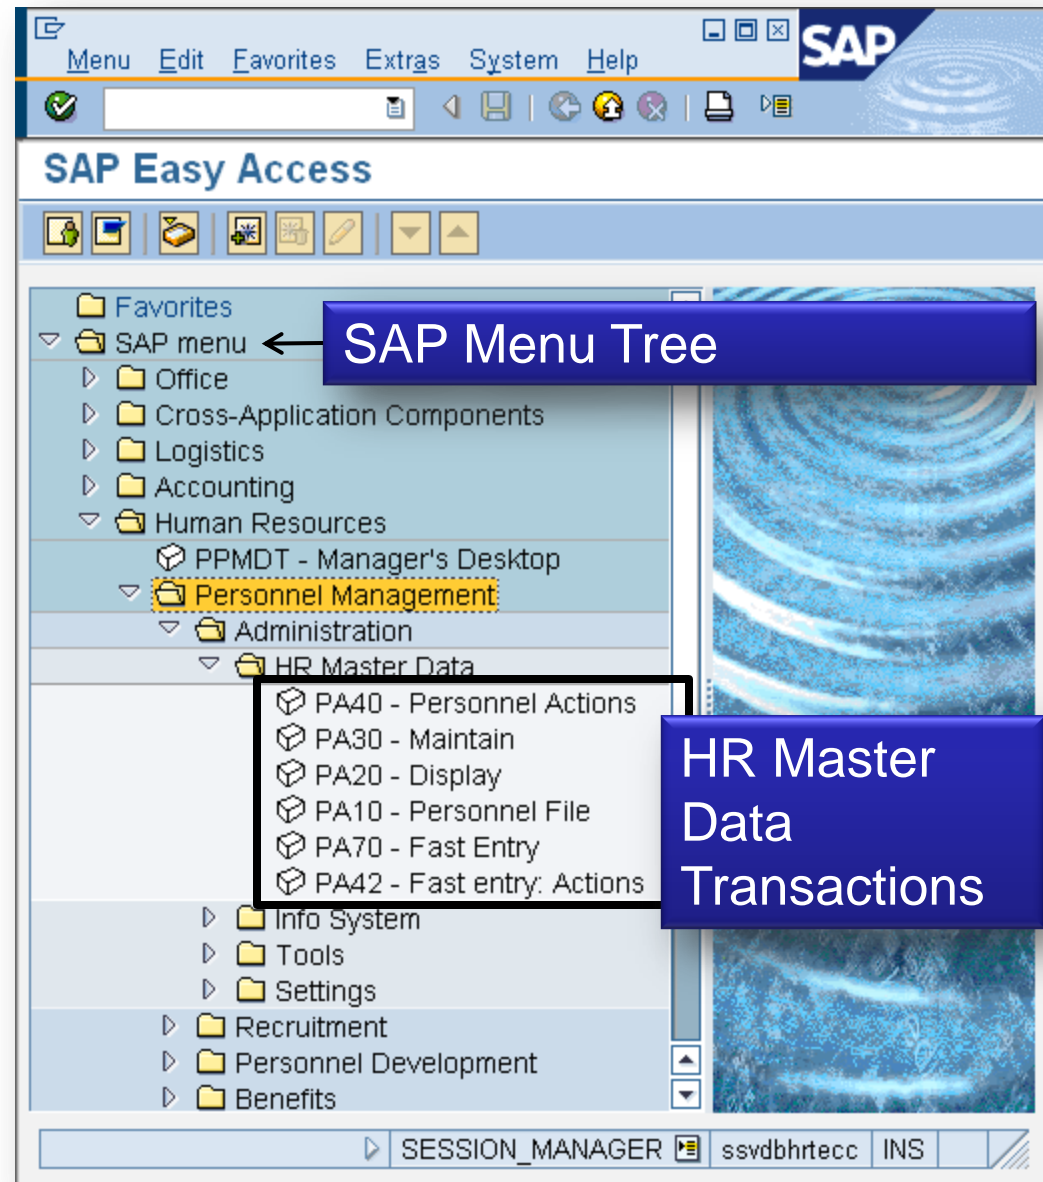 SAP
Menu Edit Favorites Extras System Help
SAP Easy Access
Favorites
SAP menu
SAP Menu Tree
Office
Cross-Application Components
Logistics
Accounting
Human Resources
PPMDT - Manager's Desktop
Personnel Management
Administration
HR Master Data
PA40 - Personnel Actions
PA30 - Maintain
PA20 - Display
PA10 - Personnel File
PA70 - Fast Entry
PA42 - Fast entry: Actions
HR Master
Data
Transactions
Info System
Tools
Settings
Recruitment
Personnel Development
Benefits
SESSION_MANAGER ssvdbhrtecc INS